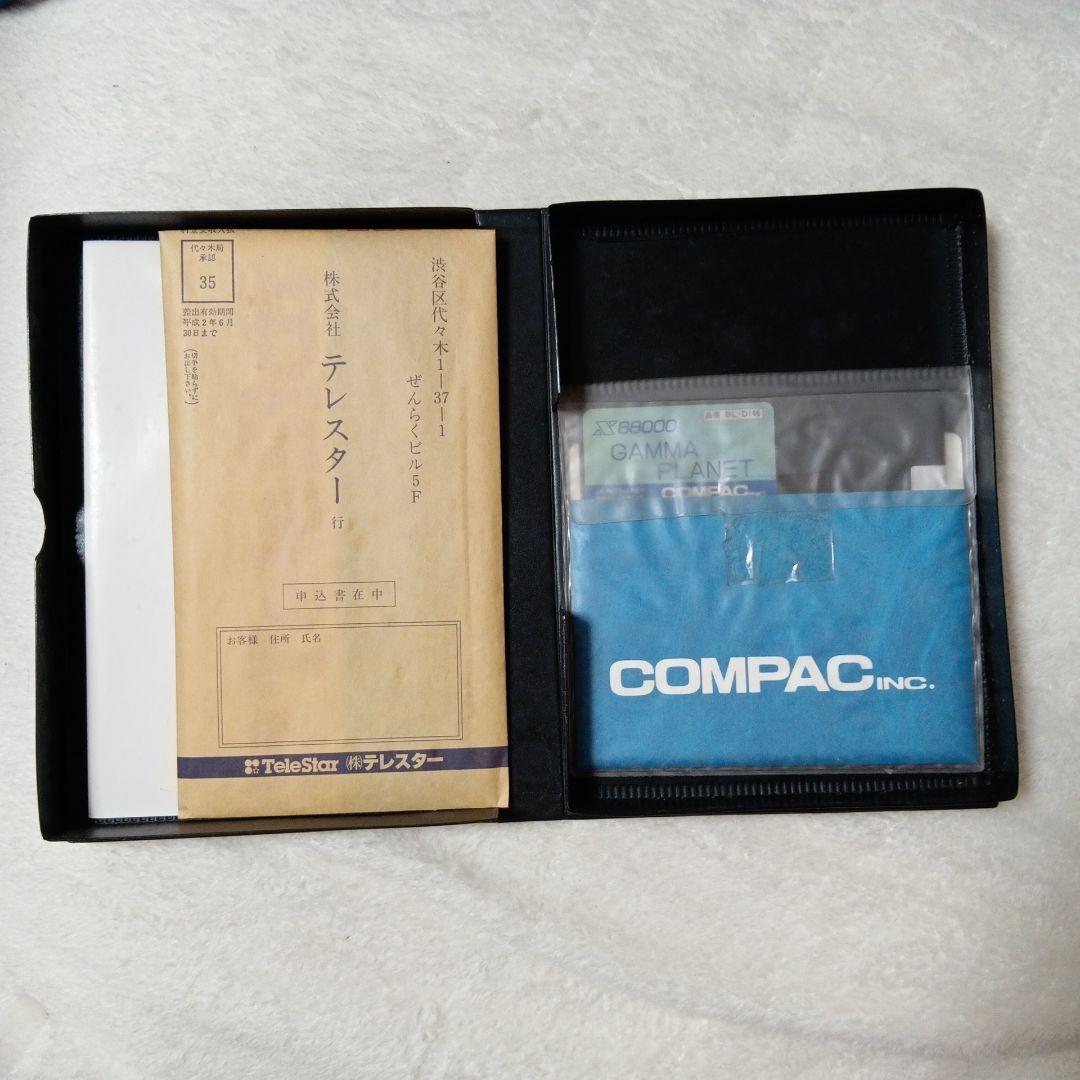 代々木局
承認
35
差出有効期間
平成2年6月
30日まで
渋谷区代々木1—37—1
ぜんらくビル5F
株式会社 テレスター 行
申込書在中
お客様 住所 氏名
TeleStar (株)テレスター
品番 BL-D146
X68000
GAMMA
PLANET
COMPAC
COMPAC INC.